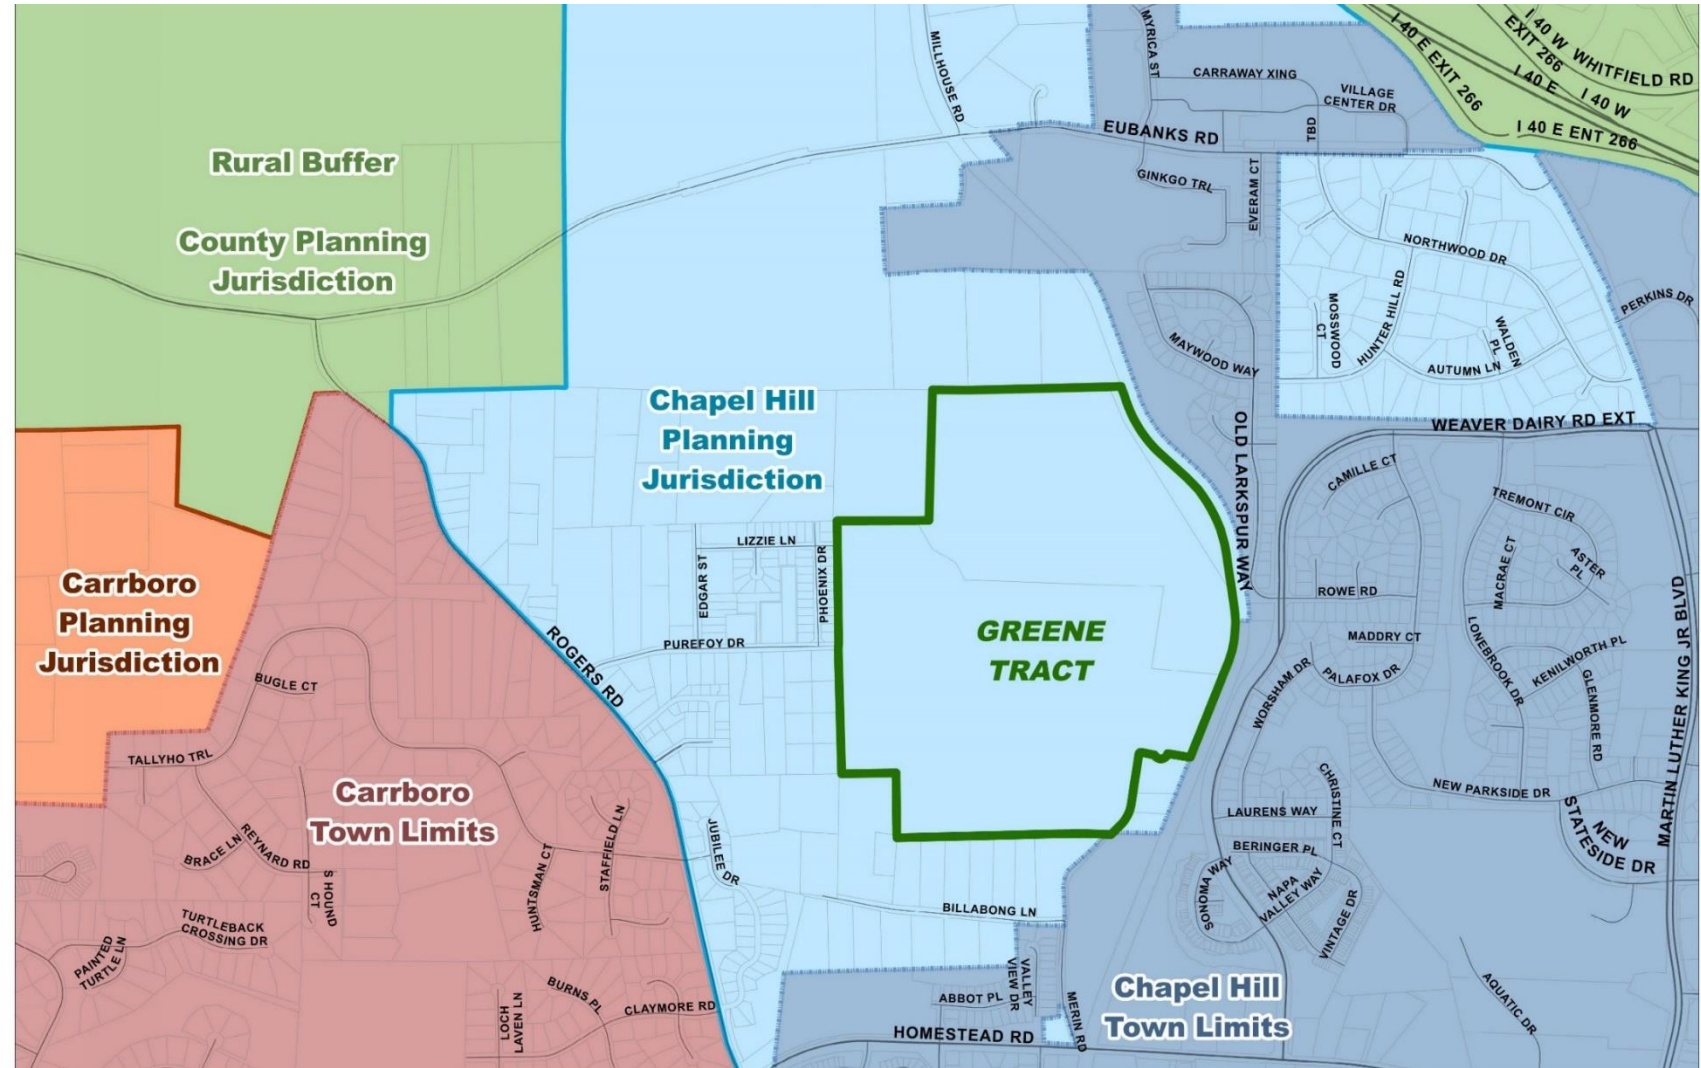 I 40 W
EXIT 266
WHITFIELD RD
I 40 E EXIT 266
I 40 E
I 40 W
I 40 E ENT 266
MYRICA ST
MILLHOUSE RD
CARRAWAY XING
VILLAGE
CENTER DR
TBD
EUBANKS RD
GINKGO TRL
EVERAM CT
Rural Buffer
County Planning
Jurisdiction
NORTHWOOD DR
HUNTER HILL RD
MOSSWOOD
CT
WALDEN
PL
AUTUMN LN
PERKINS DR
MAYWOOD WAY
Chapel Hill
Planning
Jurisdiction
OLD LARKSPUR WAY
WEAVER DAIRY RD EXT
CAMILLE CT
TREMONT CIR
MACRAE CT
ASTER
PL
LIZZIE LN
EDGAR ST
PHOENIX DR
PUREFOY DR
ROGERS RD
GREENE
TRACT
ROWE RD
MADDRY CT
PALAFOX DR
WORSHAM DR
LONEBROOK DR
KENILWORTH PL
GLENMORE RD
MARTIN LUTHER KING JR BLVD
Carrboro
Planning
Jurisdiction
BUGLE CT
TALLYHO TRL
Carrboro
Town Limits
BRACE LN
REYNARD RD
S HOUND
CT
HUNTSMAN CT
STAFFIELD LN
JUBILEE DR
NEW PARKSIDE DR
NEW
STATESIDE DR
CHRISTINE CT
LAURENS WAY
BERINGER PL
SONOMA WAY
NAPA
VALLEY WAY
VINTAGE DR
BILLABONG LN
TURTLEBACK
CROSSING DR
PAINTED
TURTLE LN
LOCH
LAVEN LN
BURNS PL
CLAYMORE RD
VALLEY
VIEW DR
ABBOT PL
MERIN RD
HOMESTEAD RD
Chapel Hill
Town Limits
AQUATIC DR